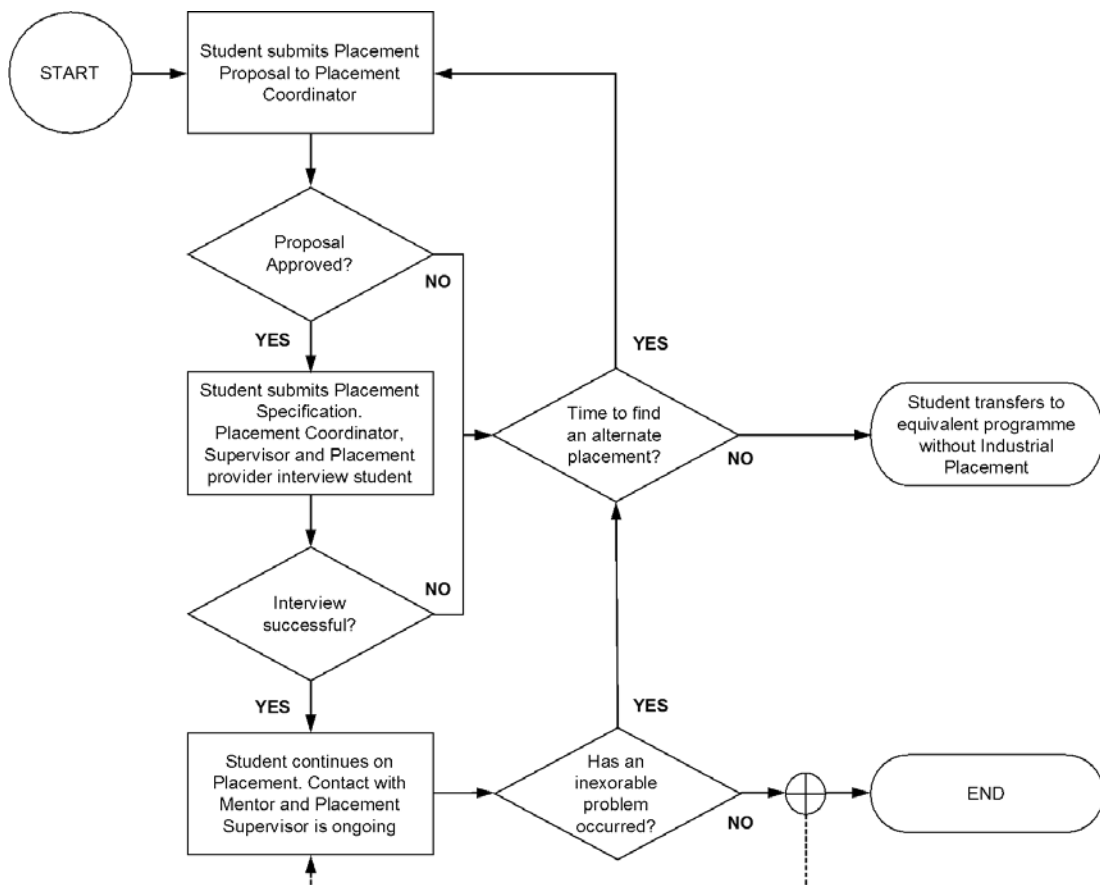 START
Student submits Placement
Proposal to Placement
Coordinator
Proposal
Approved?
NO
YES
Student submits Placement
Specification.
Placement Coordinator,
Supervisor and Placement
provider interview student
Interview
successful?
NO
YES
Student continues on
Placement. Contact with
Mentor and Placement
Supervisor is ongoing
YES
Time to find
an alternate
placement?
NO
Student transfers to
equivalent programme
without Industrial
Placement
YES
Has an
inexorable
problem
occurred?
NO
END